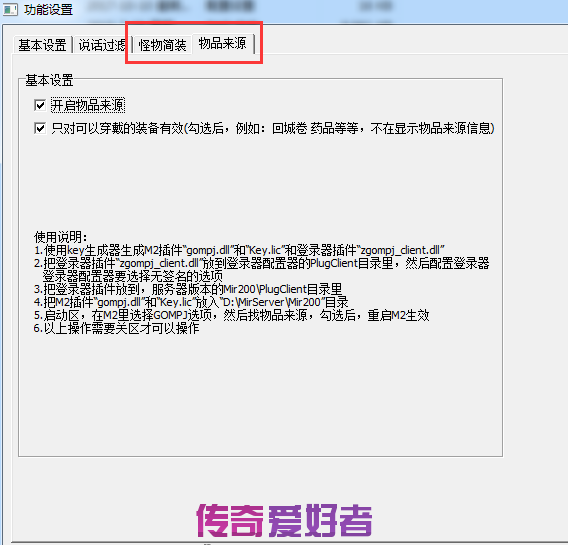 功能设置
基本设置 说话过滤 怪物简装 物品来源
基本设置
开启物品来源
只对可以穿戴的装备有效(勾选后，例如：回城卷 药品等等，不在显示物品来源信息)
使用说明：
1.使用key生成器生成M2插件“gompj.dll”和“Key.lic”和登录器插件“zgompj_client.dll”
2.把登录器插件“zgompj_client.dll”放到登录器配置器的PlugClient目录里，然后配置登录器
登录器配置器要选择无签名的选项
3.把登录器插件放到，服务器版本的Mir200\PlugClient目录里
4.把M2插件“gompj.dll”和“Key.lic”放入“D:\MirServer\Mir200”目录
5.启动区，在M2里选择GOMPJ选项，然后找物品来源，勾选后，重启M2生效
6.以上操作需要关区才可以操作
传奇爱好者